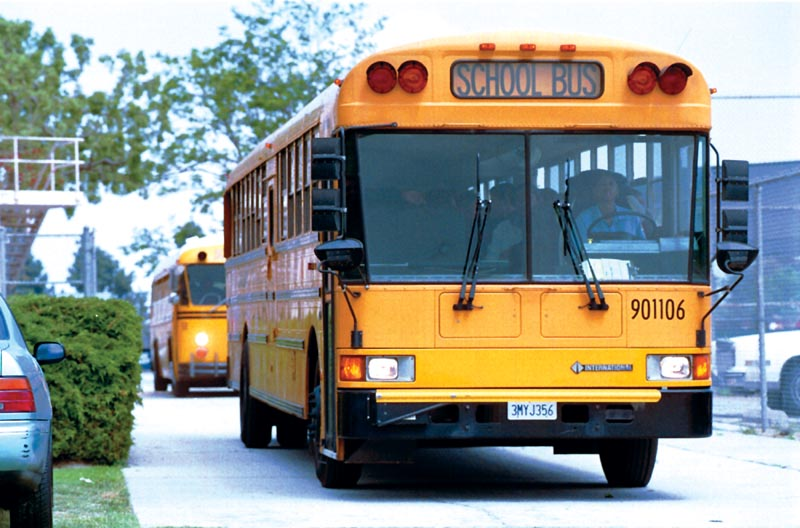 SCHOOL BUS
901106
INTERNATIONAL
3MYJ356